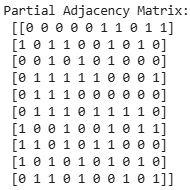 Partial Adjacency Matrix:
[[0 0 0 0 0 1 1 0 1 1]
[1 0 1 1 0 0 1 0 1 0]
[0 0 1 0 1 0 1 0 0 0]
[0 1 1 1 1 1 0 0 0 1]
[0 1 1 1 0 0 0 0 0 0]
[0 1 1 1 0 1 1 1 1 0]
[1 0 0 1 0 0 1 0 1 1]
[1 1 0 1 0 1 1 0 0 0]
[1 0 1 0 1 0 1 0 1 0]
[0 1 1 0 1 0 0 1 0 1]]